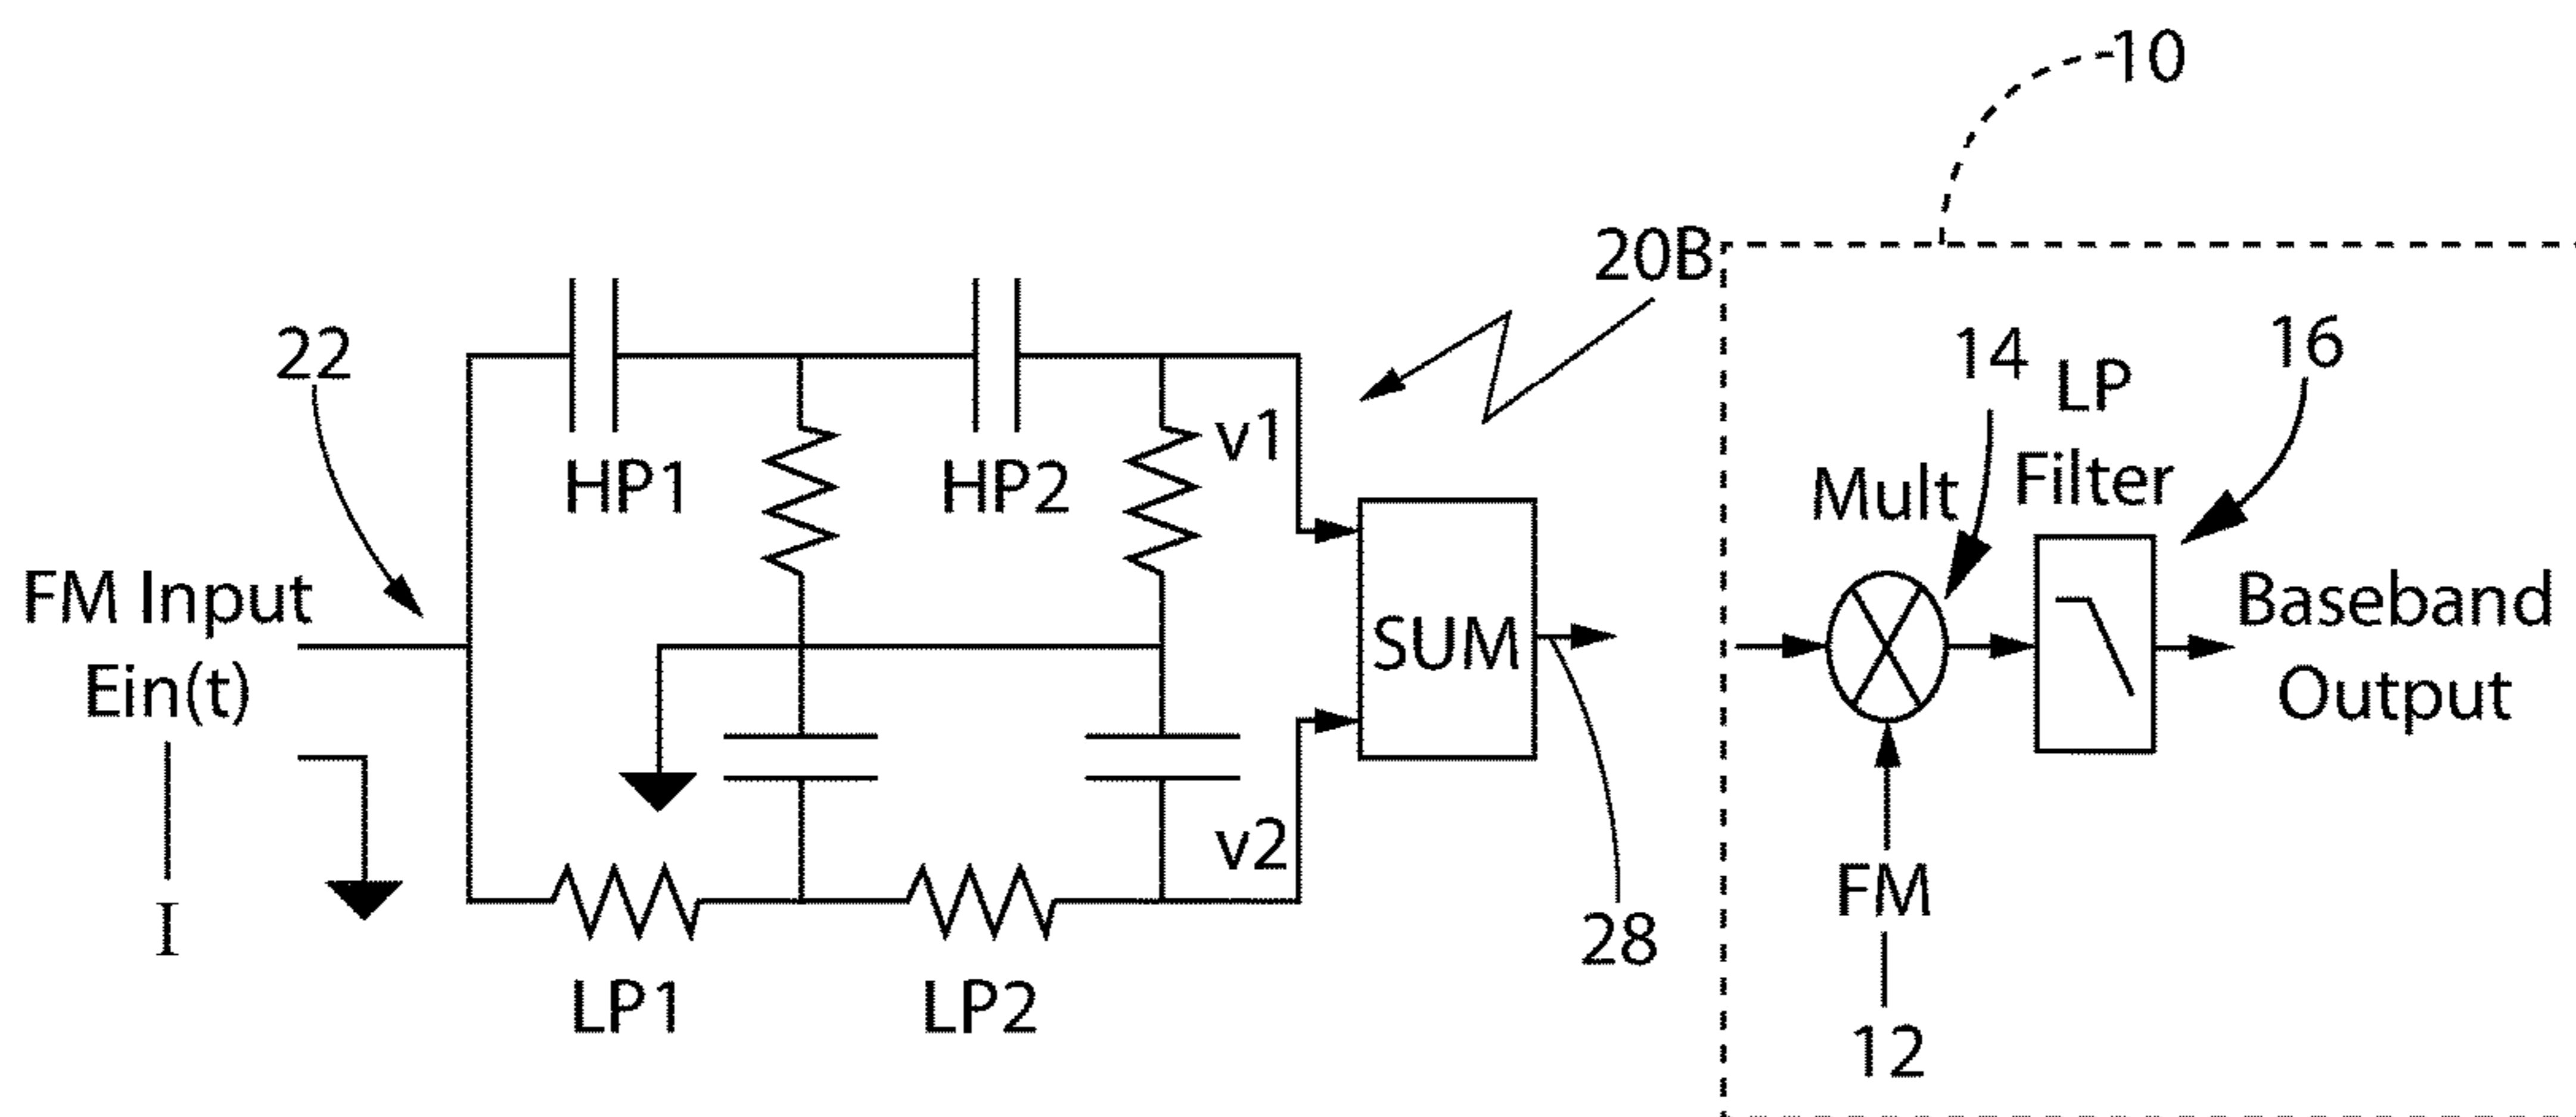 10
20B
22
14
LP
16
v1
HP1
HP2
Mult
Filter
FM Input
SUM
Baseband
Ein(t)
Output
v2
FM
I
28
LP1
LP2
12